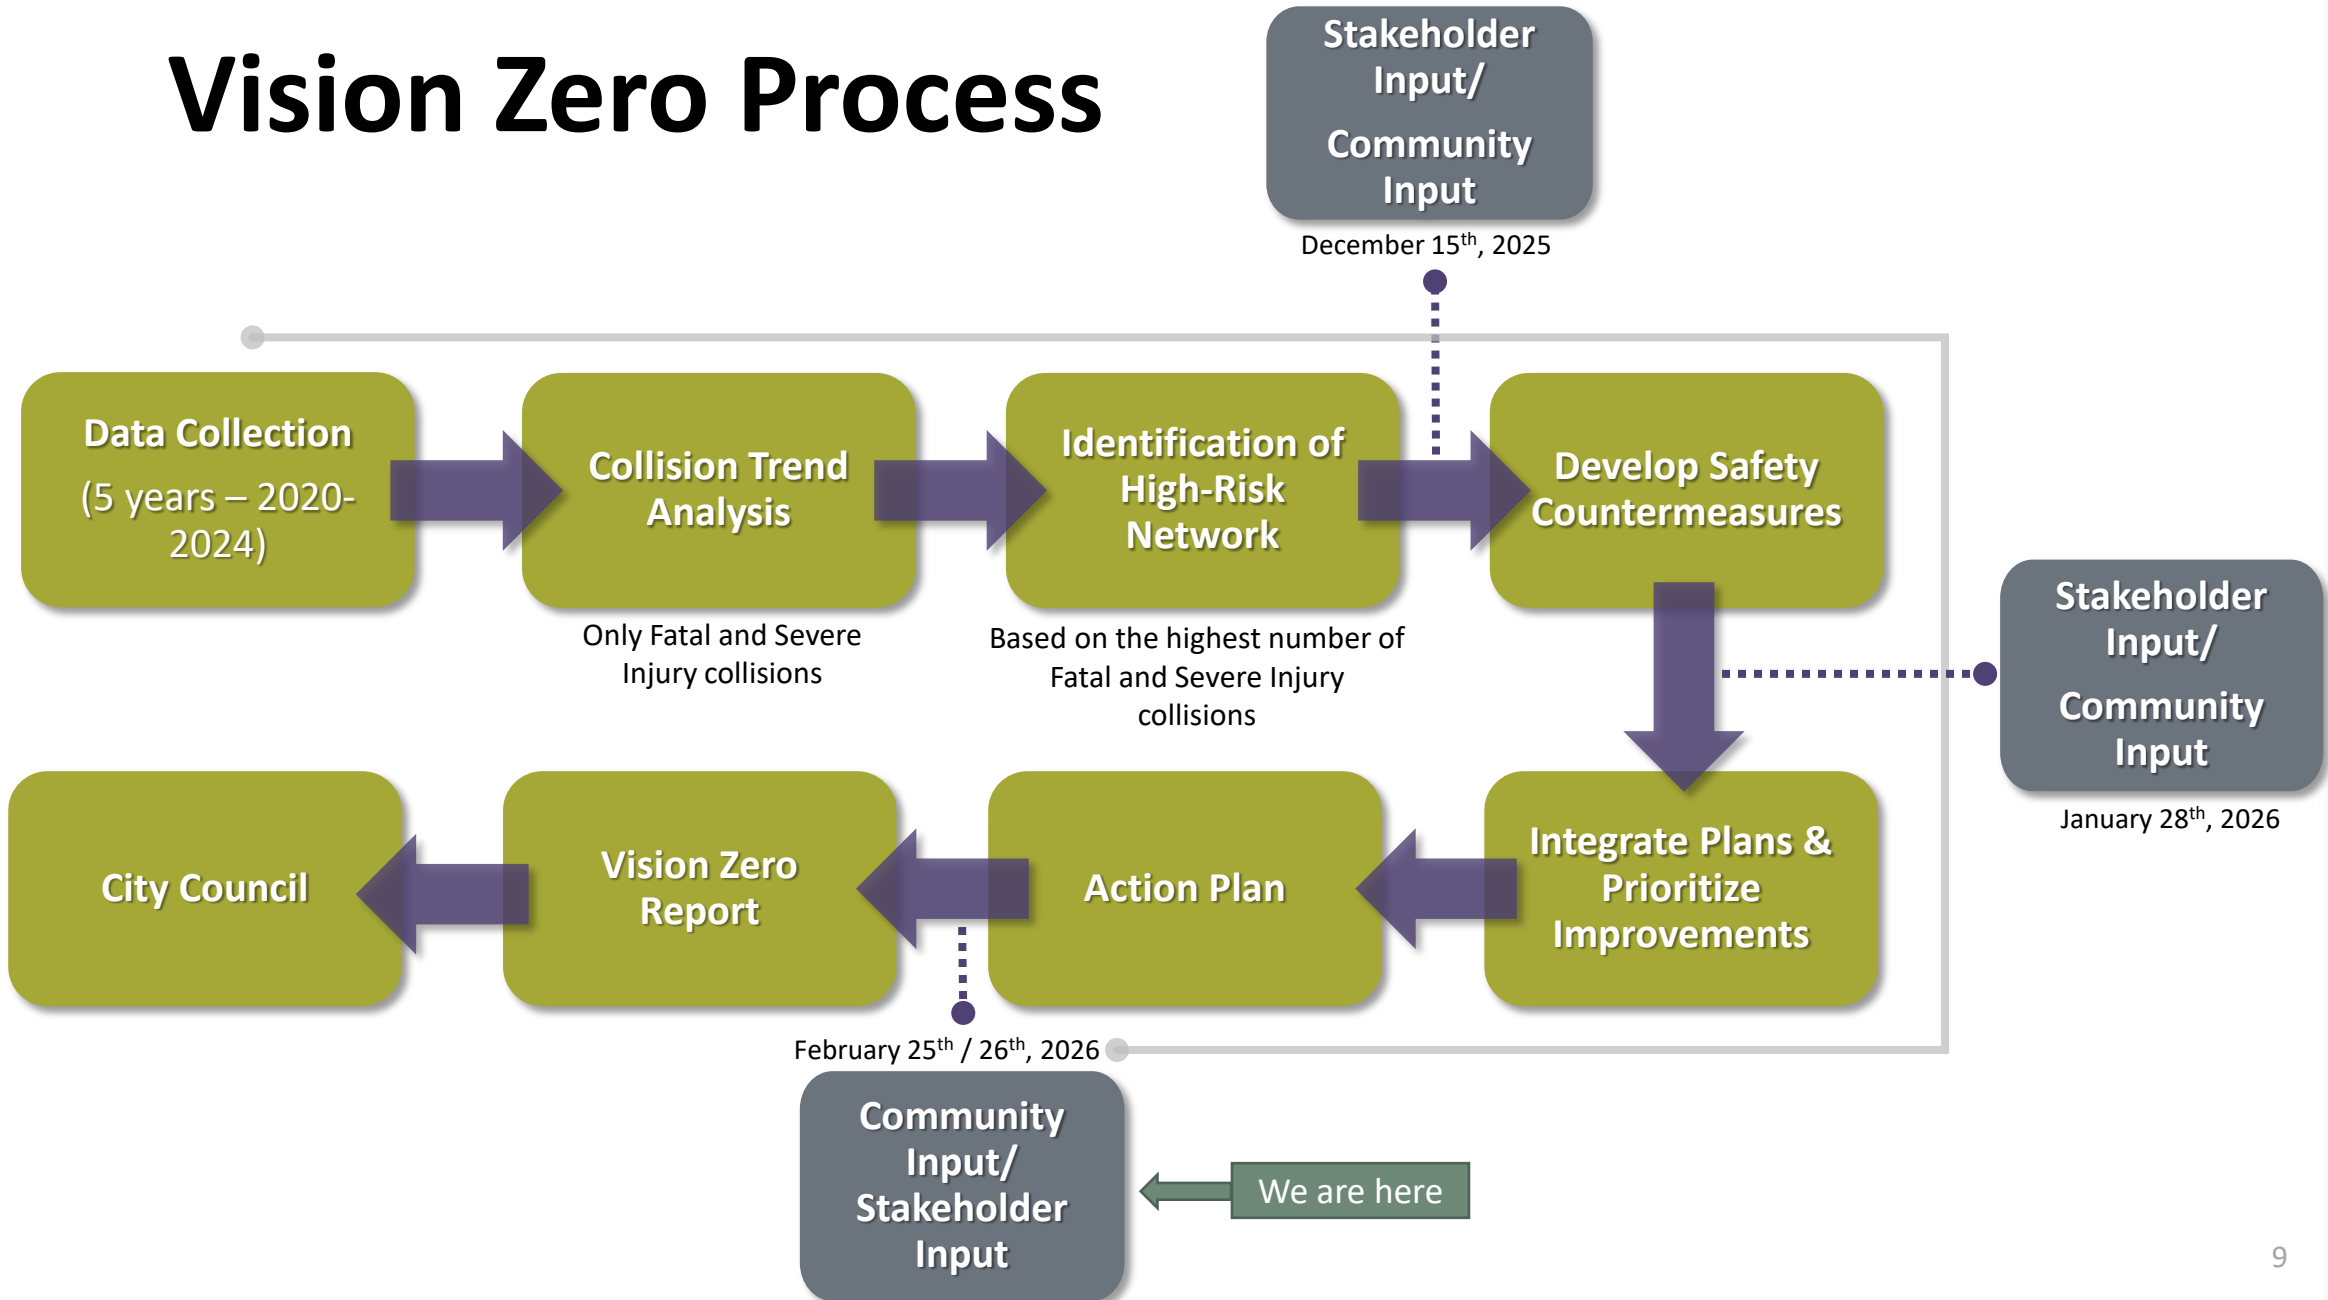 Vision Zero Process
Stakeholder
Input/
Community
Input
December 15th, 2025
Data Collection
(5 years – 2020-
2024)
Collision Trend
Analysis
Only Fatal and Severe
Injury collisions
Identification of
High-Risk
Network
Based on the highest number of
Fatal and Severe Injury
collisions
Develop Safety
Countermeasures
Stakeholder
Input/
Community
Input
January 28th, 2026
Integrate Plans &
Prioritize
Improvements
Action Plan
Vision Zero
Report
City Council
February 25th / 26th, 2026
Community
Input/
Stakeholder
Input
We are here
9